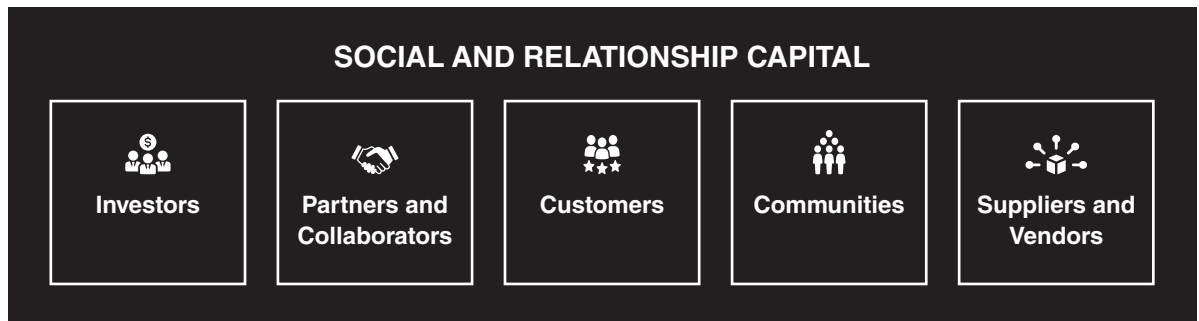 SOCIAL AND RELATIONSHIP CAPITAL
$
Investors
Partners and
Collaborators
Customers
Communities
Suppliers and
Vendors